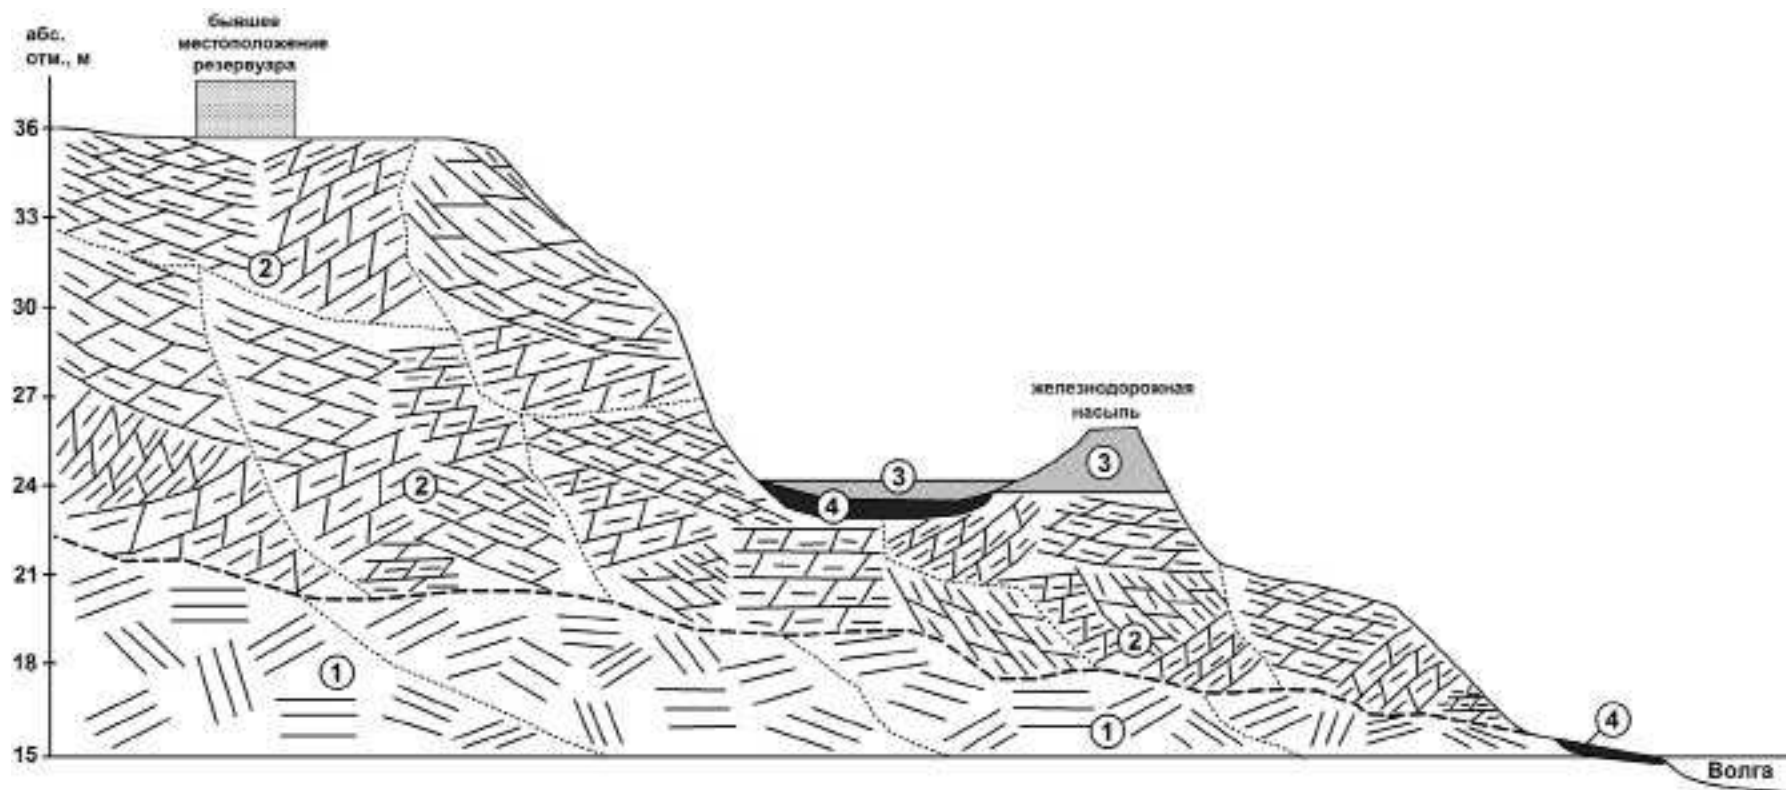 абс.
отм., м
бывшее
местоположение
резервуара
36
33
30
27
24
21
18
15
2
2
1
3
4
железнодорожная
насыпь
3
2
1
4
Волга